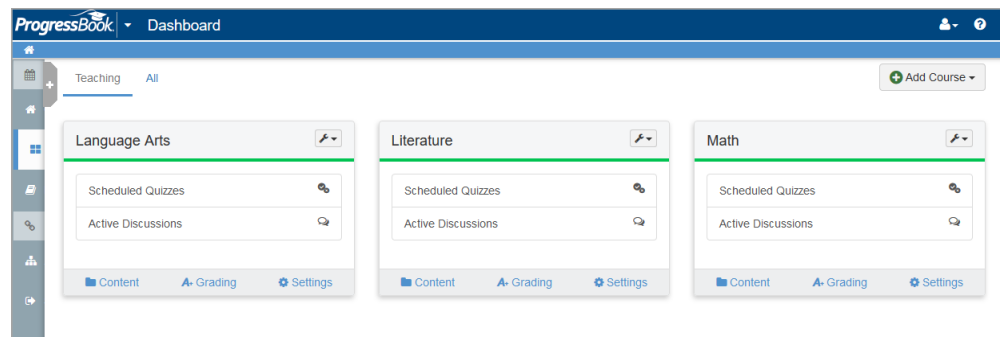 ProgressBook Dashboard
Teaching All Add Course
Language Arts Literature Math
Scheduled Quizzes Scheduled Quizzes Scheduled Quizzes
Active Discussions Active Discussions Active Discussions
Content A+ Grading Settings Content A+ Grading Settings Content A+ Grading Settings